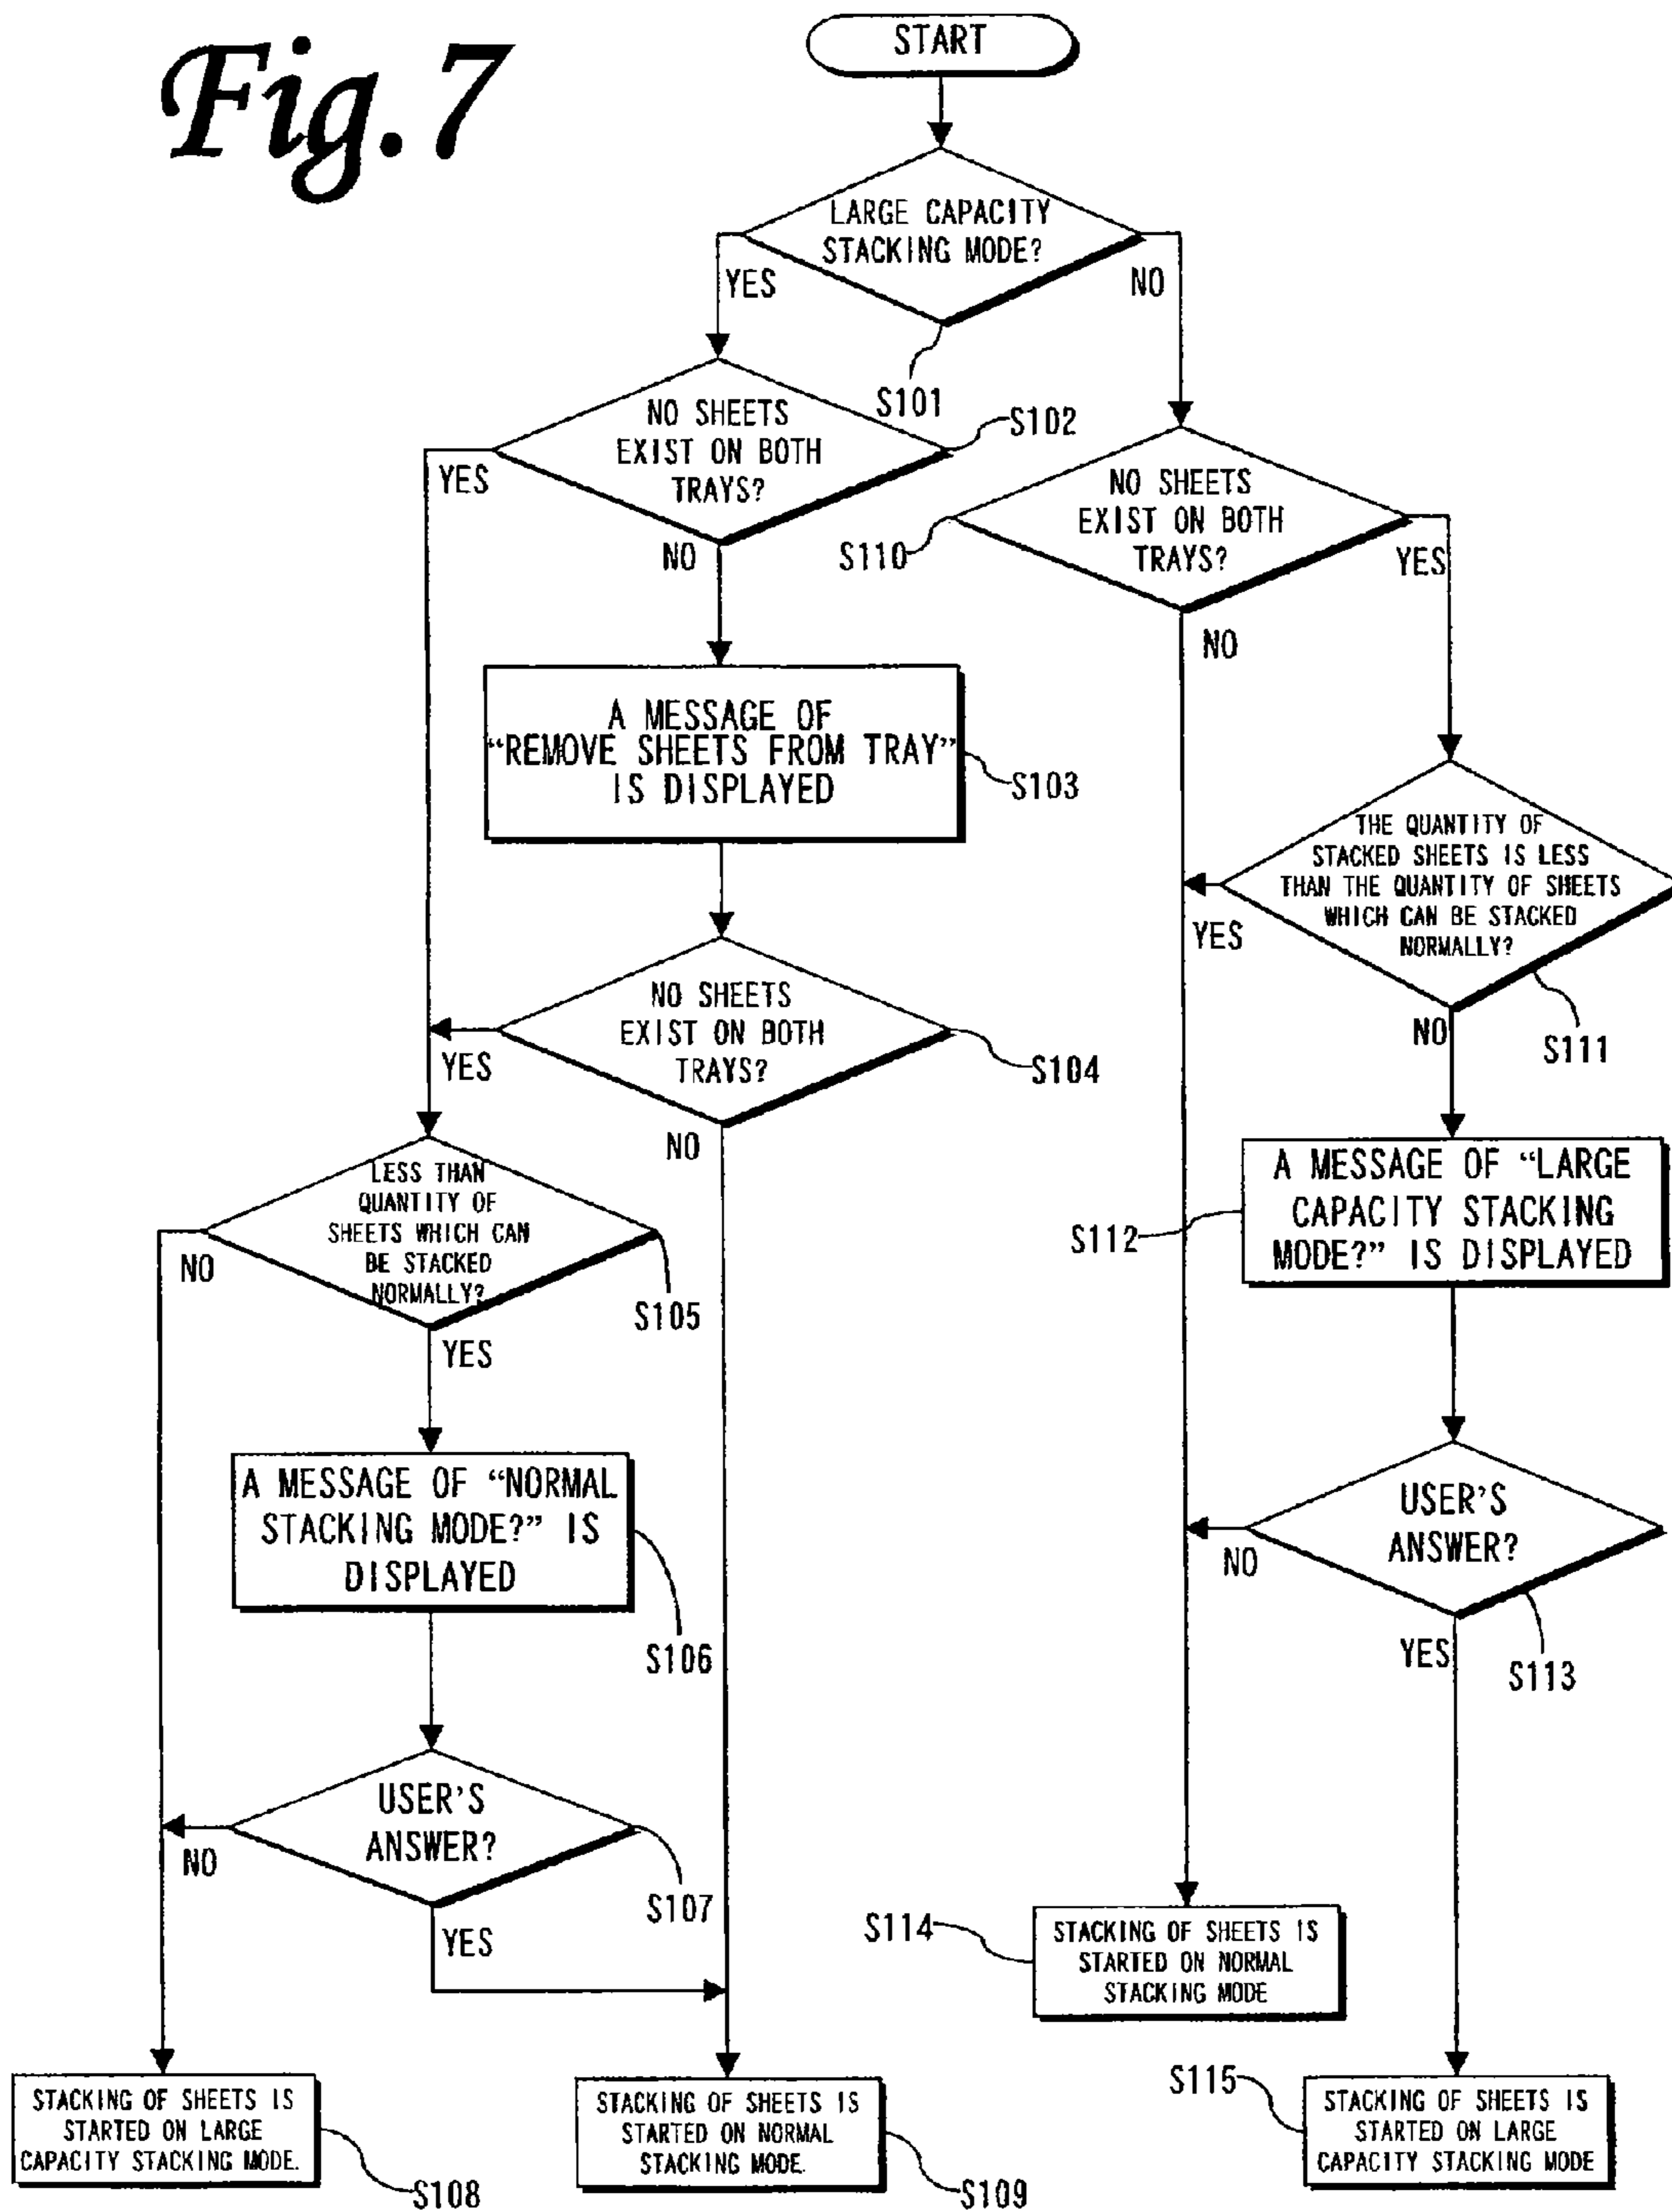 Fig. 7
START
LARGE CAPACITY
STACKING MODE?
YES
NO
S101
NO SHEETS
EXIST ON BOTH
TRAYS?
S102
YES
NO
NO SHEETS
EXIST ON BOTH
TRAYS?
S110
YES
NO
A MESSAGE OF
“REMOVE SHEETS FROM TRAY”
IS DISPLAYED
S103
THE QUANTITY OF
STACKED SHEETS IS LESS
THAN THE QUANTITY OF SHEETS
WHICH CAN BE STACKED
NORMALLY?
YES
NO
S111
NO SHEETS
EXIST ON BOTH
TRAYS?
YES
S104
NO
LESS THAN
QUANTITY OF
SHEETS WHICH CAN
BE STACKED
NORMALLY?
NO
S105
YES
A MESSAGE OF “LARGE
CAPACITY STACKING
MODE?” IS DISPLAYED
S112
A MESSAGE OF “NORMAL
STACKING MODE?” IS
DISPLAYED
S106
USER’S
ANSWER?
NO
YES
S113
USER’S
ANSWER?
NO
S107
YES
S114
STACKING OF SHEETS IS
STARTED ON NORMAL
STACKING MODE
STACKING OF SHEETS IS
STARTED ON LARGE
CAPACITY STACKING MODE.
S108
STACKING OF SHEETS IS
STARTED ON NORMAL
STACKING MODE.
S109
S115
STACKING OF SHEETS IS
STARTED ON LARGE
CAPACITY STACKING MODE